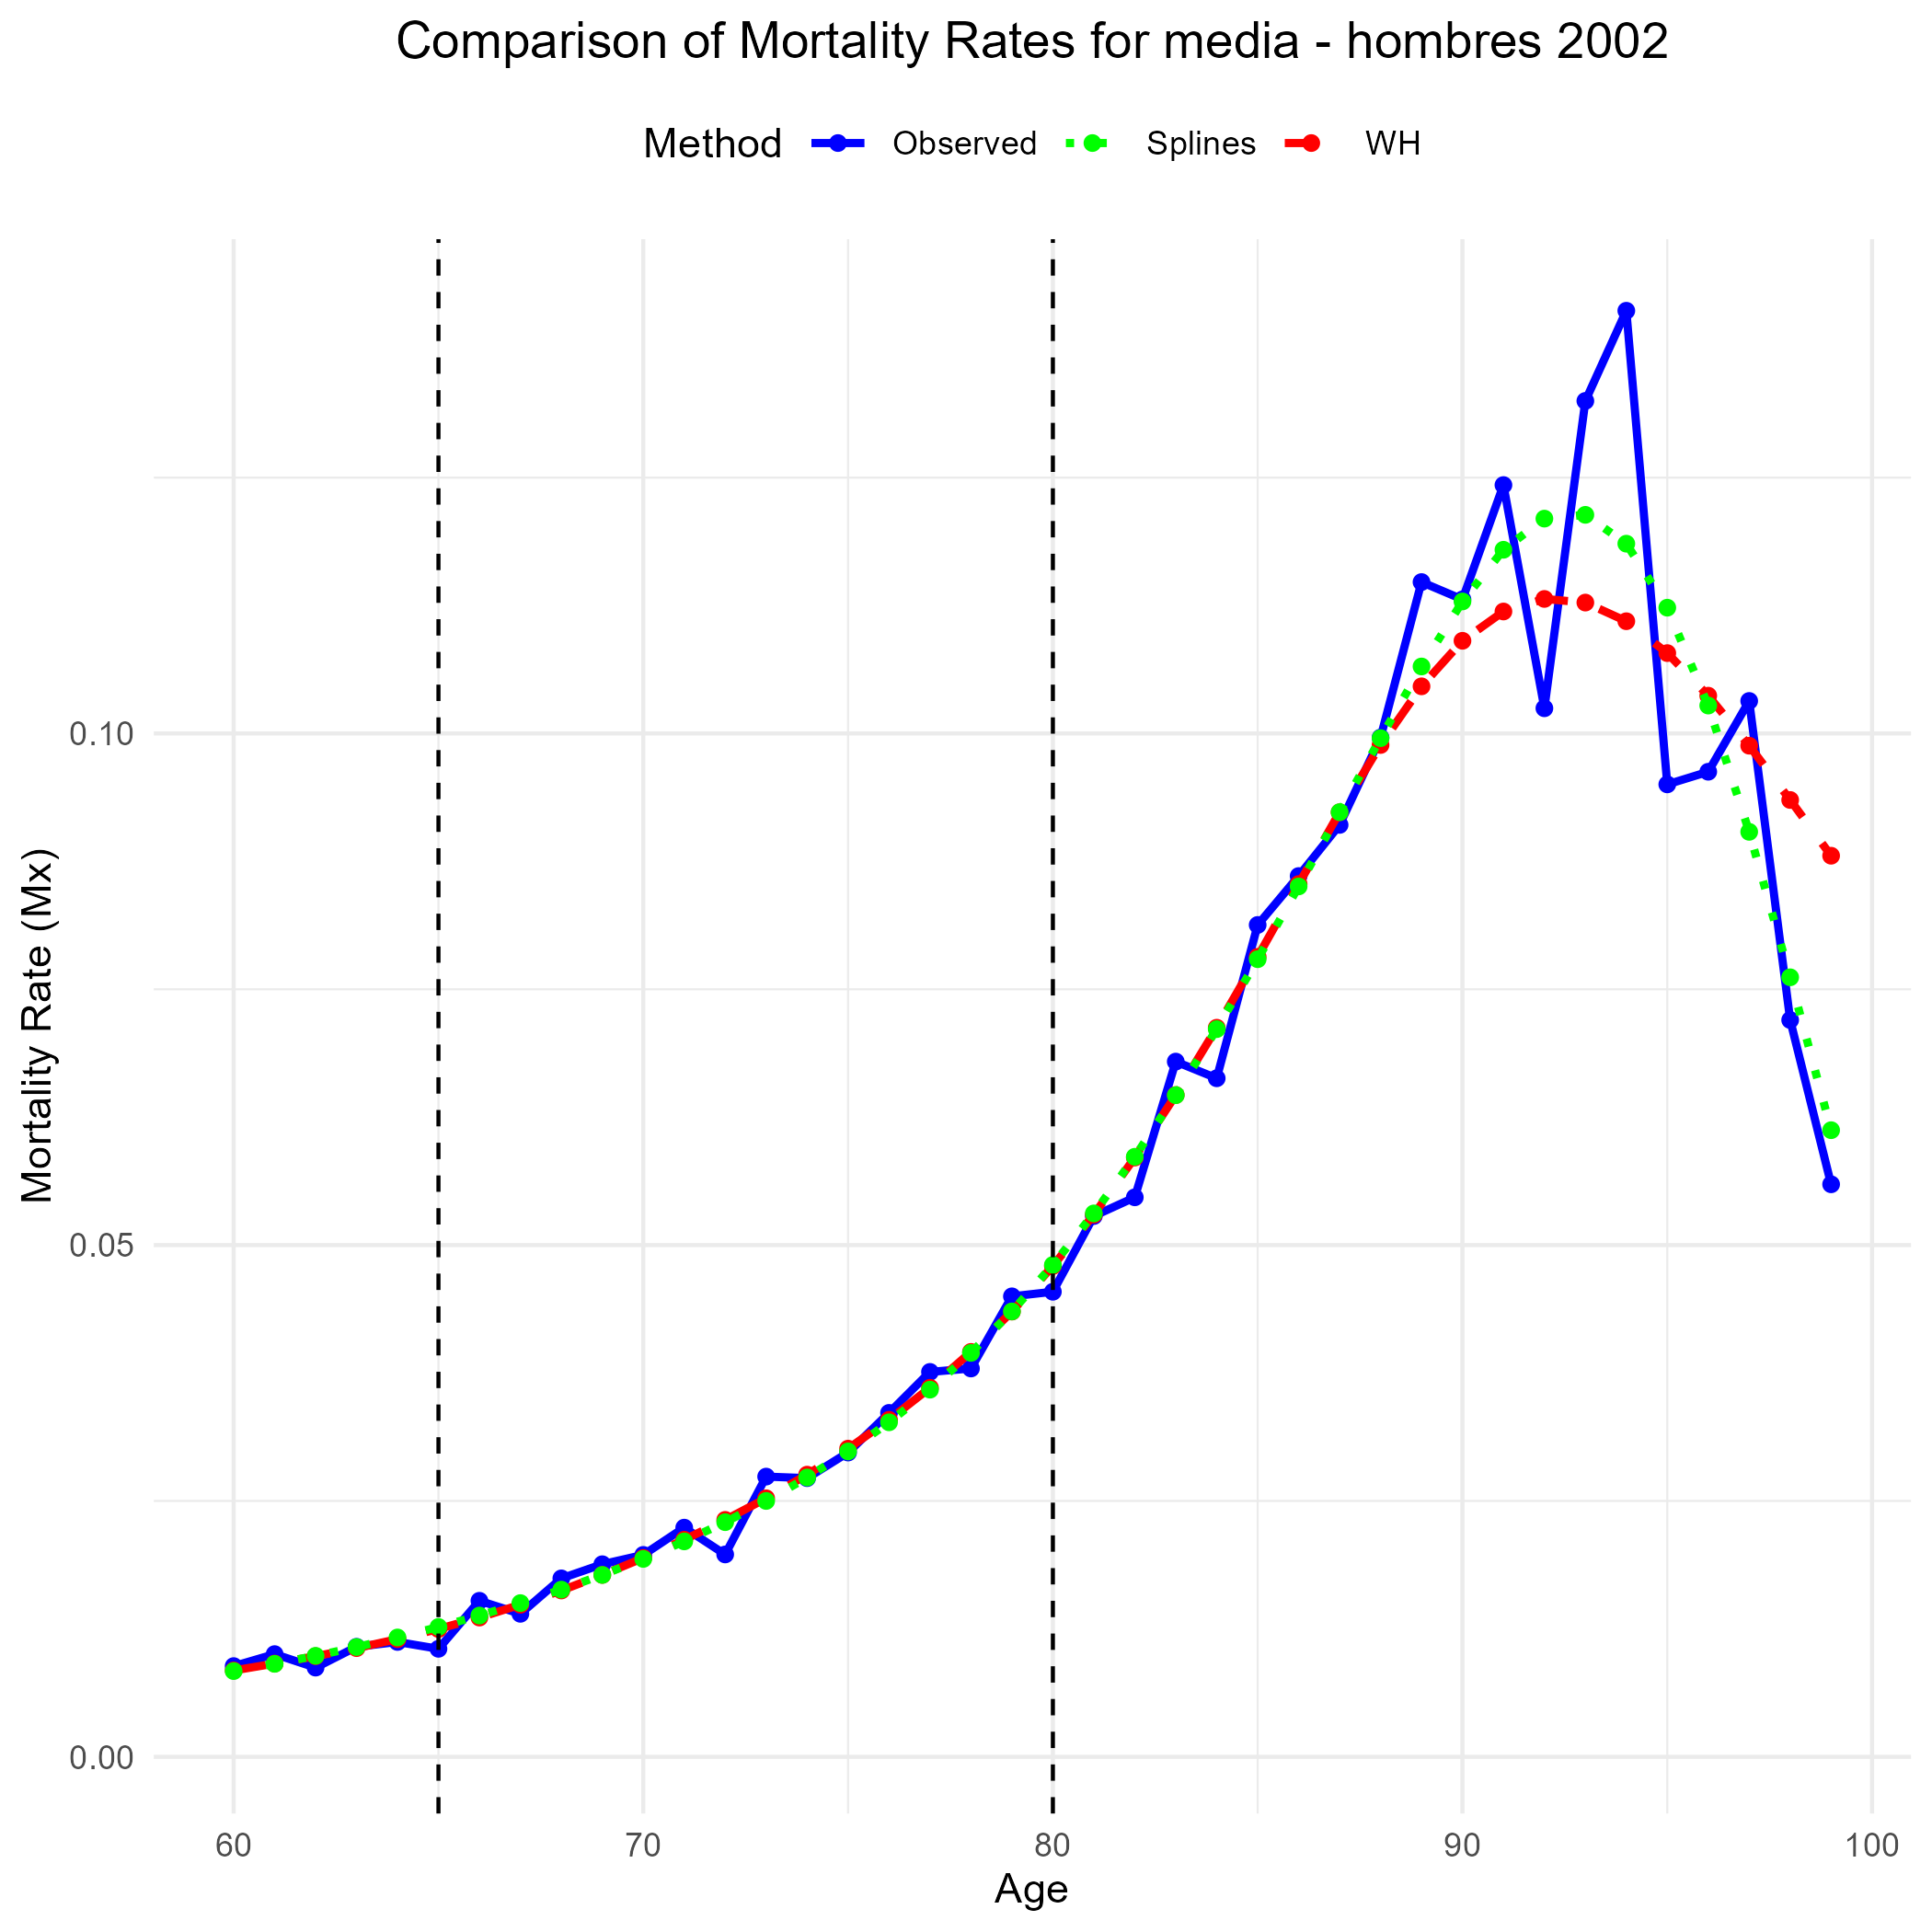 Comparison of Mortality Rates for media - hombres 2002
Method Observed Splines WH
Mortality Rate (Mx)
0.10
0.05
0.00
60 70 80 90 100
Age